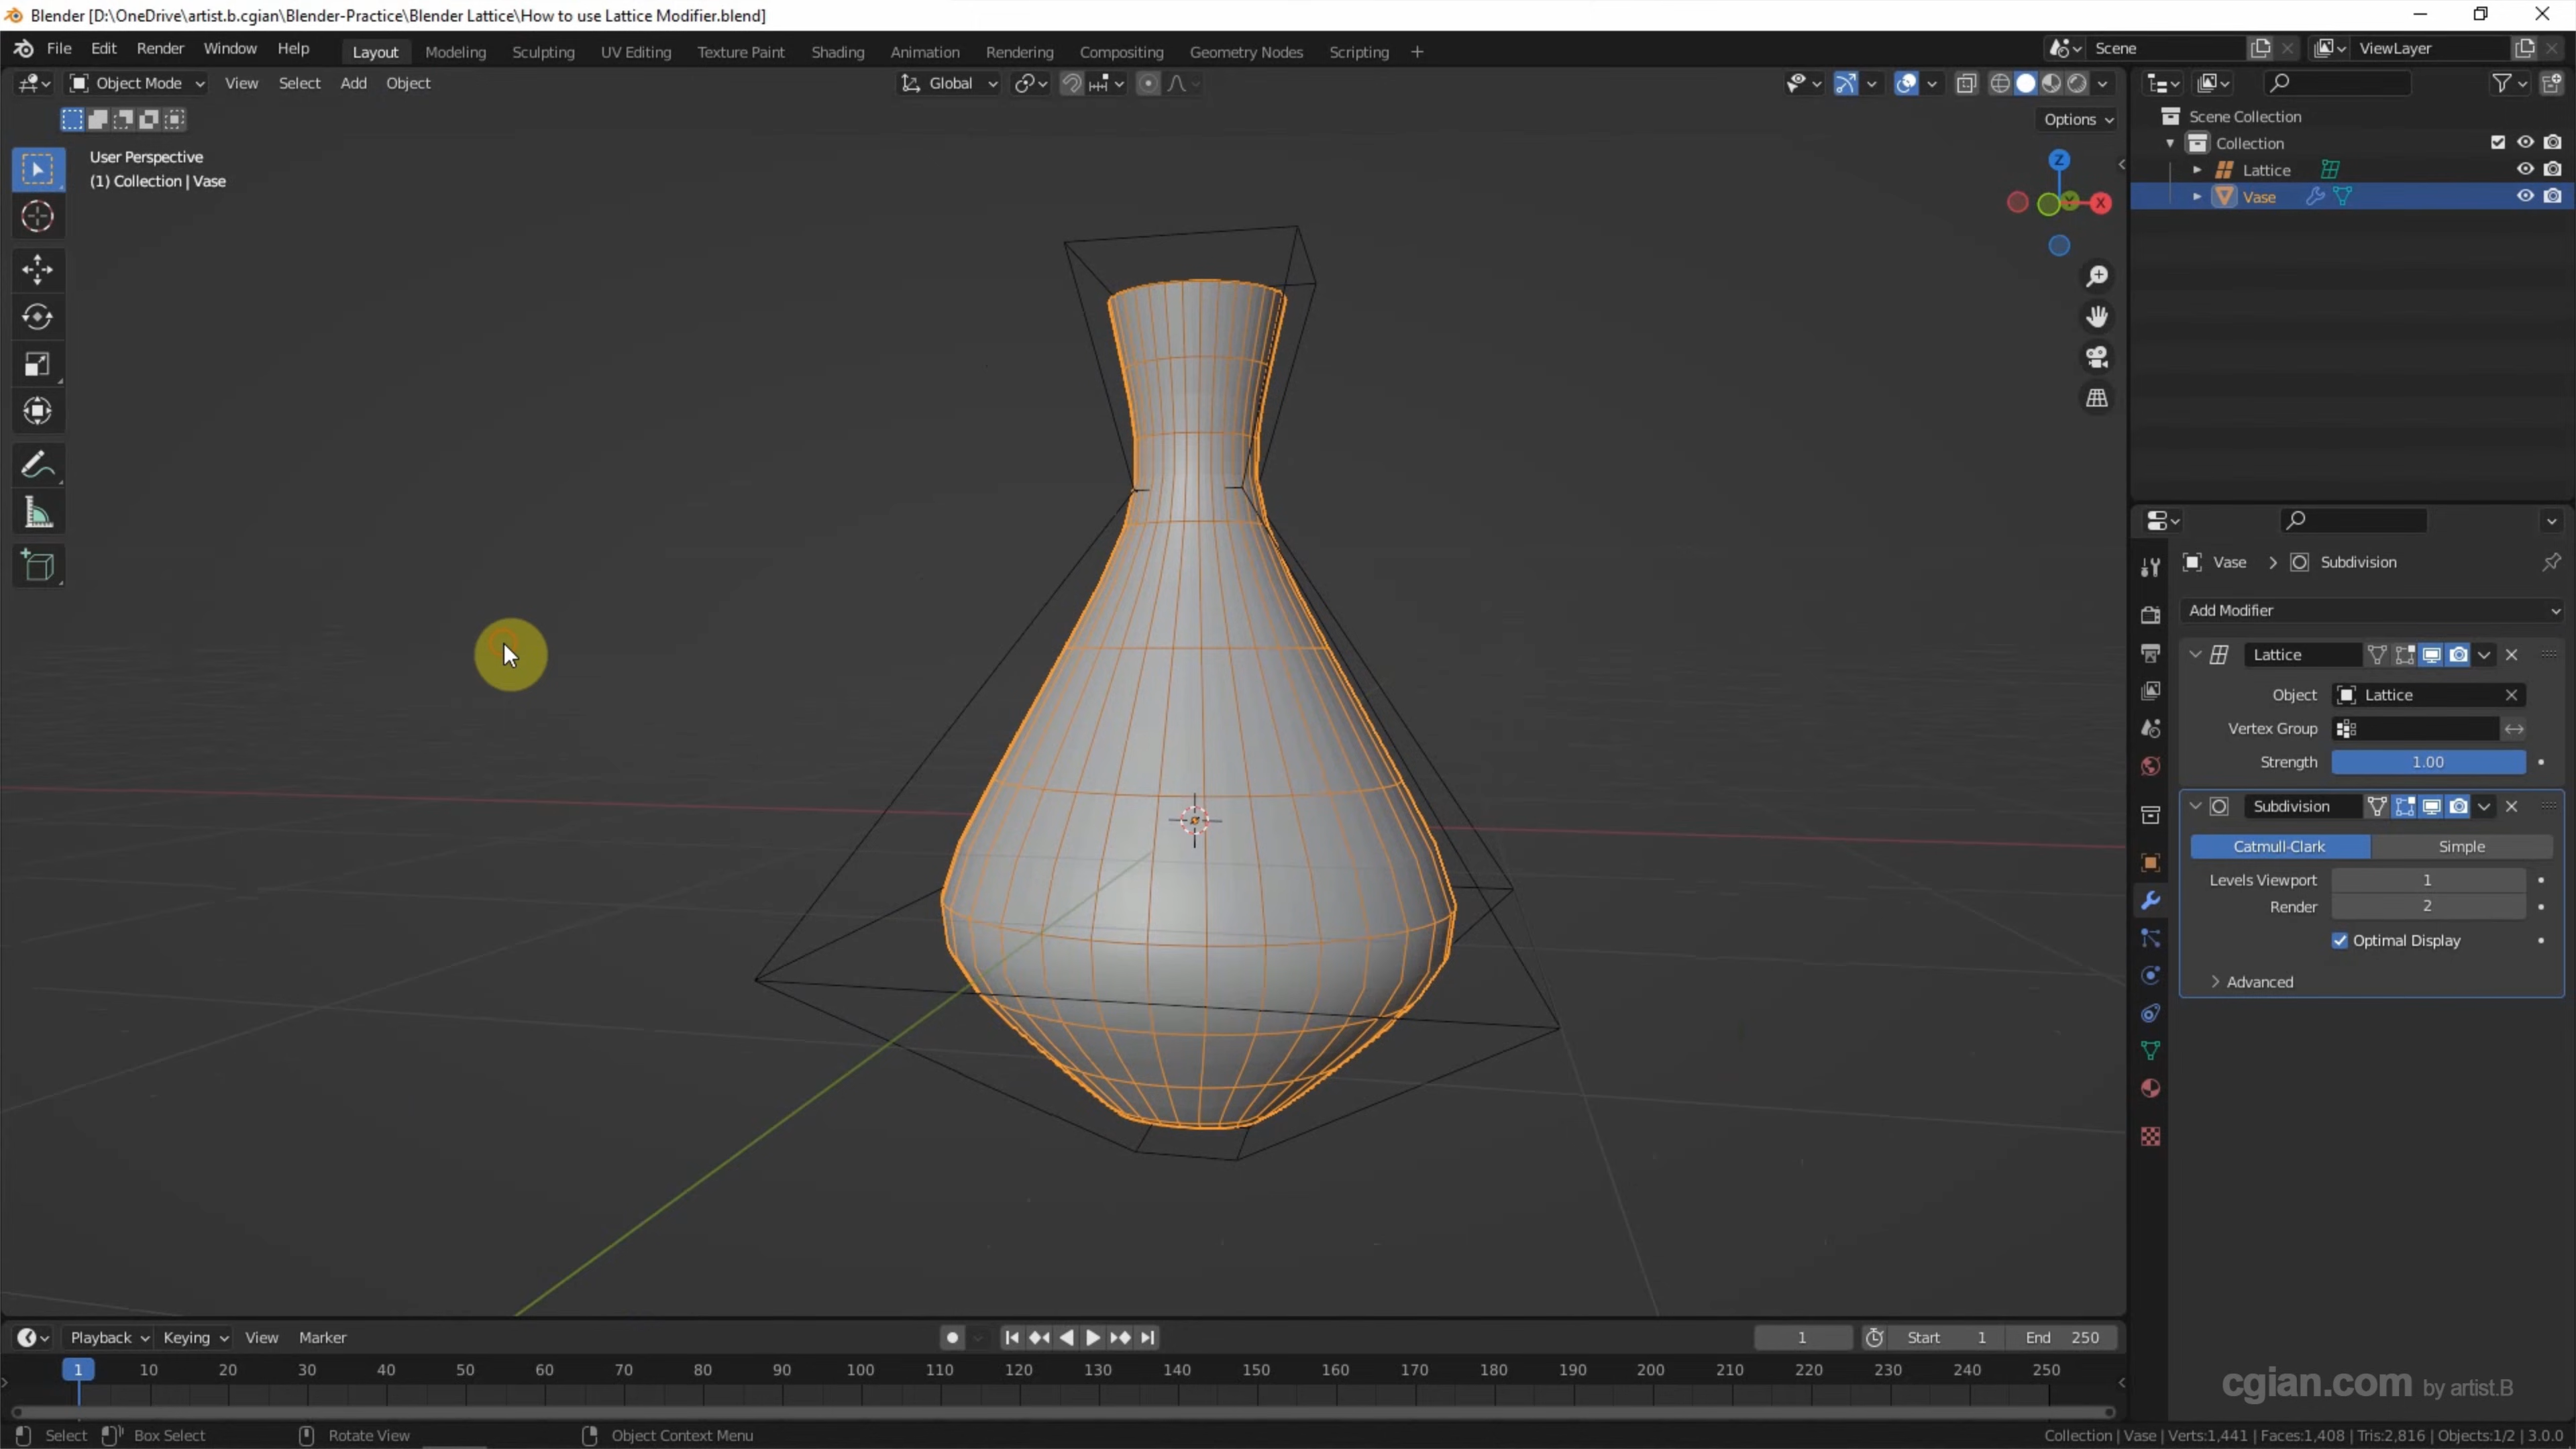 Blender [D:\OneDrive\artist.b.cgian\Blender-Practice\Blender Lattice\How to use Lattice Modifier.blend]
File Edit Render Window Help Layout Modeling Sculpting UV Editing Texture Paint Shading Animation Rendering Compositing Geometry Nodes Scripting + Scene ViewLayer
Object Mode View Select Add Object Global
Options
User Perspective
(1) Collection | Vase
Z
X
Scene Collection
Collection
Lattice
Vase
Vase > Subdivision
Add Modifier
Lattice
Object Lattice
Vertex Group
Strength 1.00
Subdivision
Catmull-Clark Simple
Levels Viewport 1
Render 2
Optimal Display
> Advanced
Playback Keying View Marker 1 Start 1 End 250
1 10 20 30 40 50 60 70 80 90 100 110 120 130 140 150 160 170 180 190 200 210 220 230 240 250
cgian.com by artist.B
Select Box Select Rotate View Object Context Menu Collection | Vase | Verts:1,441 | Faces:1,408 | Tris:2,816 | Objects:1/2 | 3.0.0